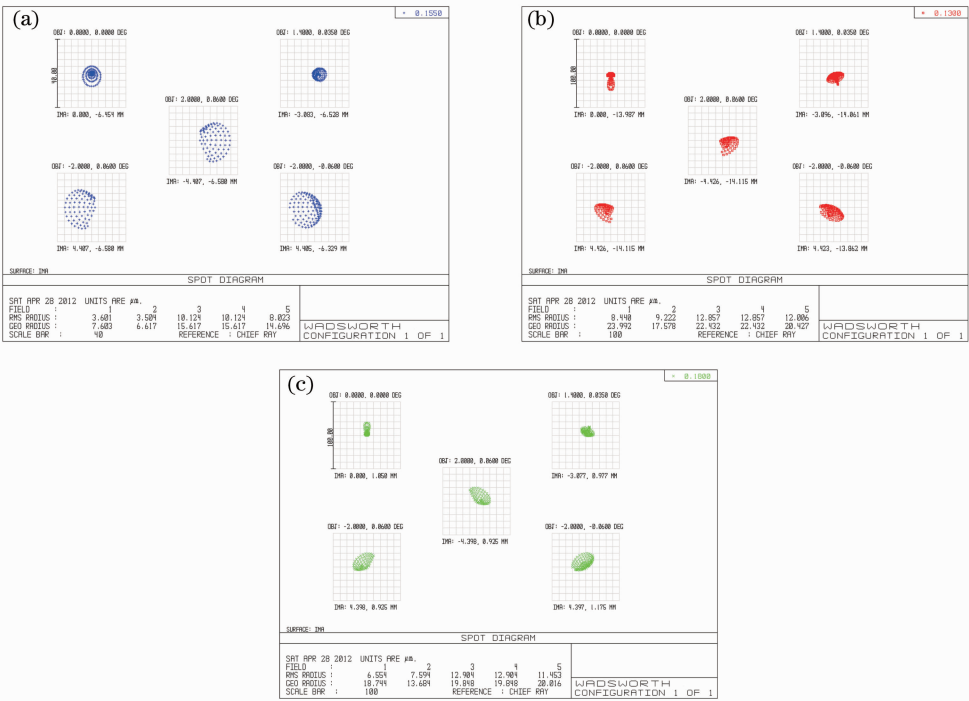 (a)
+ 0.1550
OBJ: 0.0000, 0.0000 DEG
OBJ: 1.4000, 0.0350 DEG
40.00
OBJ: 2.0000, 0.0600 DEG
IMA: 0.000, -6.454 MM
IMA: -3.083, -6.528 MM
OBJ: -2.0000, 0.0600 DEG
OBJ: -2.0000, -0.0600 DEG
IMA: -4.407, -6.580 MM
IMA: 4.407, -6.580 MM
IMA: 4.405, -6.329 MM
SURFACE: IMA
SPOT DIAGRAM
SAT APR 28 2012 UNITS ARE µm.
FIELD : 1 2 3 4 5
RMS RADIUS : 3.601 3.504 10.124 10.124 8.023
GEO RADIUS : 7.603 6.617 15.617 15.617 14.696
SCALE BAR : 40 REFERENCE : CHIEF RAY
WADSWORTH
CONFIGURATION 1 OF 1
(b)
0.1300
OBJ: 0.0000, 0.0000 DEG
OBJ: 1.4000, 0.0350 DEG
100.00
OBJ: 2.0000, 0.0600 DEG
IMA: 0.000, -13.987 MM
IMA: -3.096, -14.061 MM
OBJ: -2.0000, 0.0600 DEG
OBJ: -2.0000, -0.0600 DEG
IMA: -4.426, -14.115 MM
IMA: 4.426, -14.115 MM
IMA: 4.423, -13.862 MM
SURFACE: IMA
SPOT DIAGRAM
SAT APR 28 2012 UNITS ARE µm.
FIELD : 1 2 3 4 5
RMS RADIUS : 8.440 9.222 12.857 12.857 12.006
GEO RADIUS : 23.992 17.578 22.432 22.432 20.427
SCALE BAR : 100 REFERENCE : CHIEF RAY
WADSWORTH
CONFIGURATION 1 OF 1
(c)
0.1800
OBJ: 0.0000, 0.0000 DEG
OBJ: 1.4000, 0.0350 DEG
100.00
OBJ: 2.0000, 0.0600 DEG
IMA: 0.000, 1.050 MM
IMA: -3.077, 0.977 MM
OBJ: -2.0000, 0.0600 DEG
OBJ: -2.0000, -0.0600 DEG
IMA: -4.398, 0.925 MM
IMA: 4.398, 0.925 MM
IMA: 4.397, 1.175 MM
SURFACE: IMA
SPOT DIAGRAM
SAT APR 28 2012 UNITS ARE µm.
FIELD : 1 2 3 4 5
RMS RADIUS : 6.554 7.594 12.904 12.904 11.453
GEO RADIUS : 18.744 13.684 19.848 19.848 20.016
SCALE BAR : 100 REFERENCE : CHIEF RAY
WADSWORTH
CONFIGURATION 1 OF 1